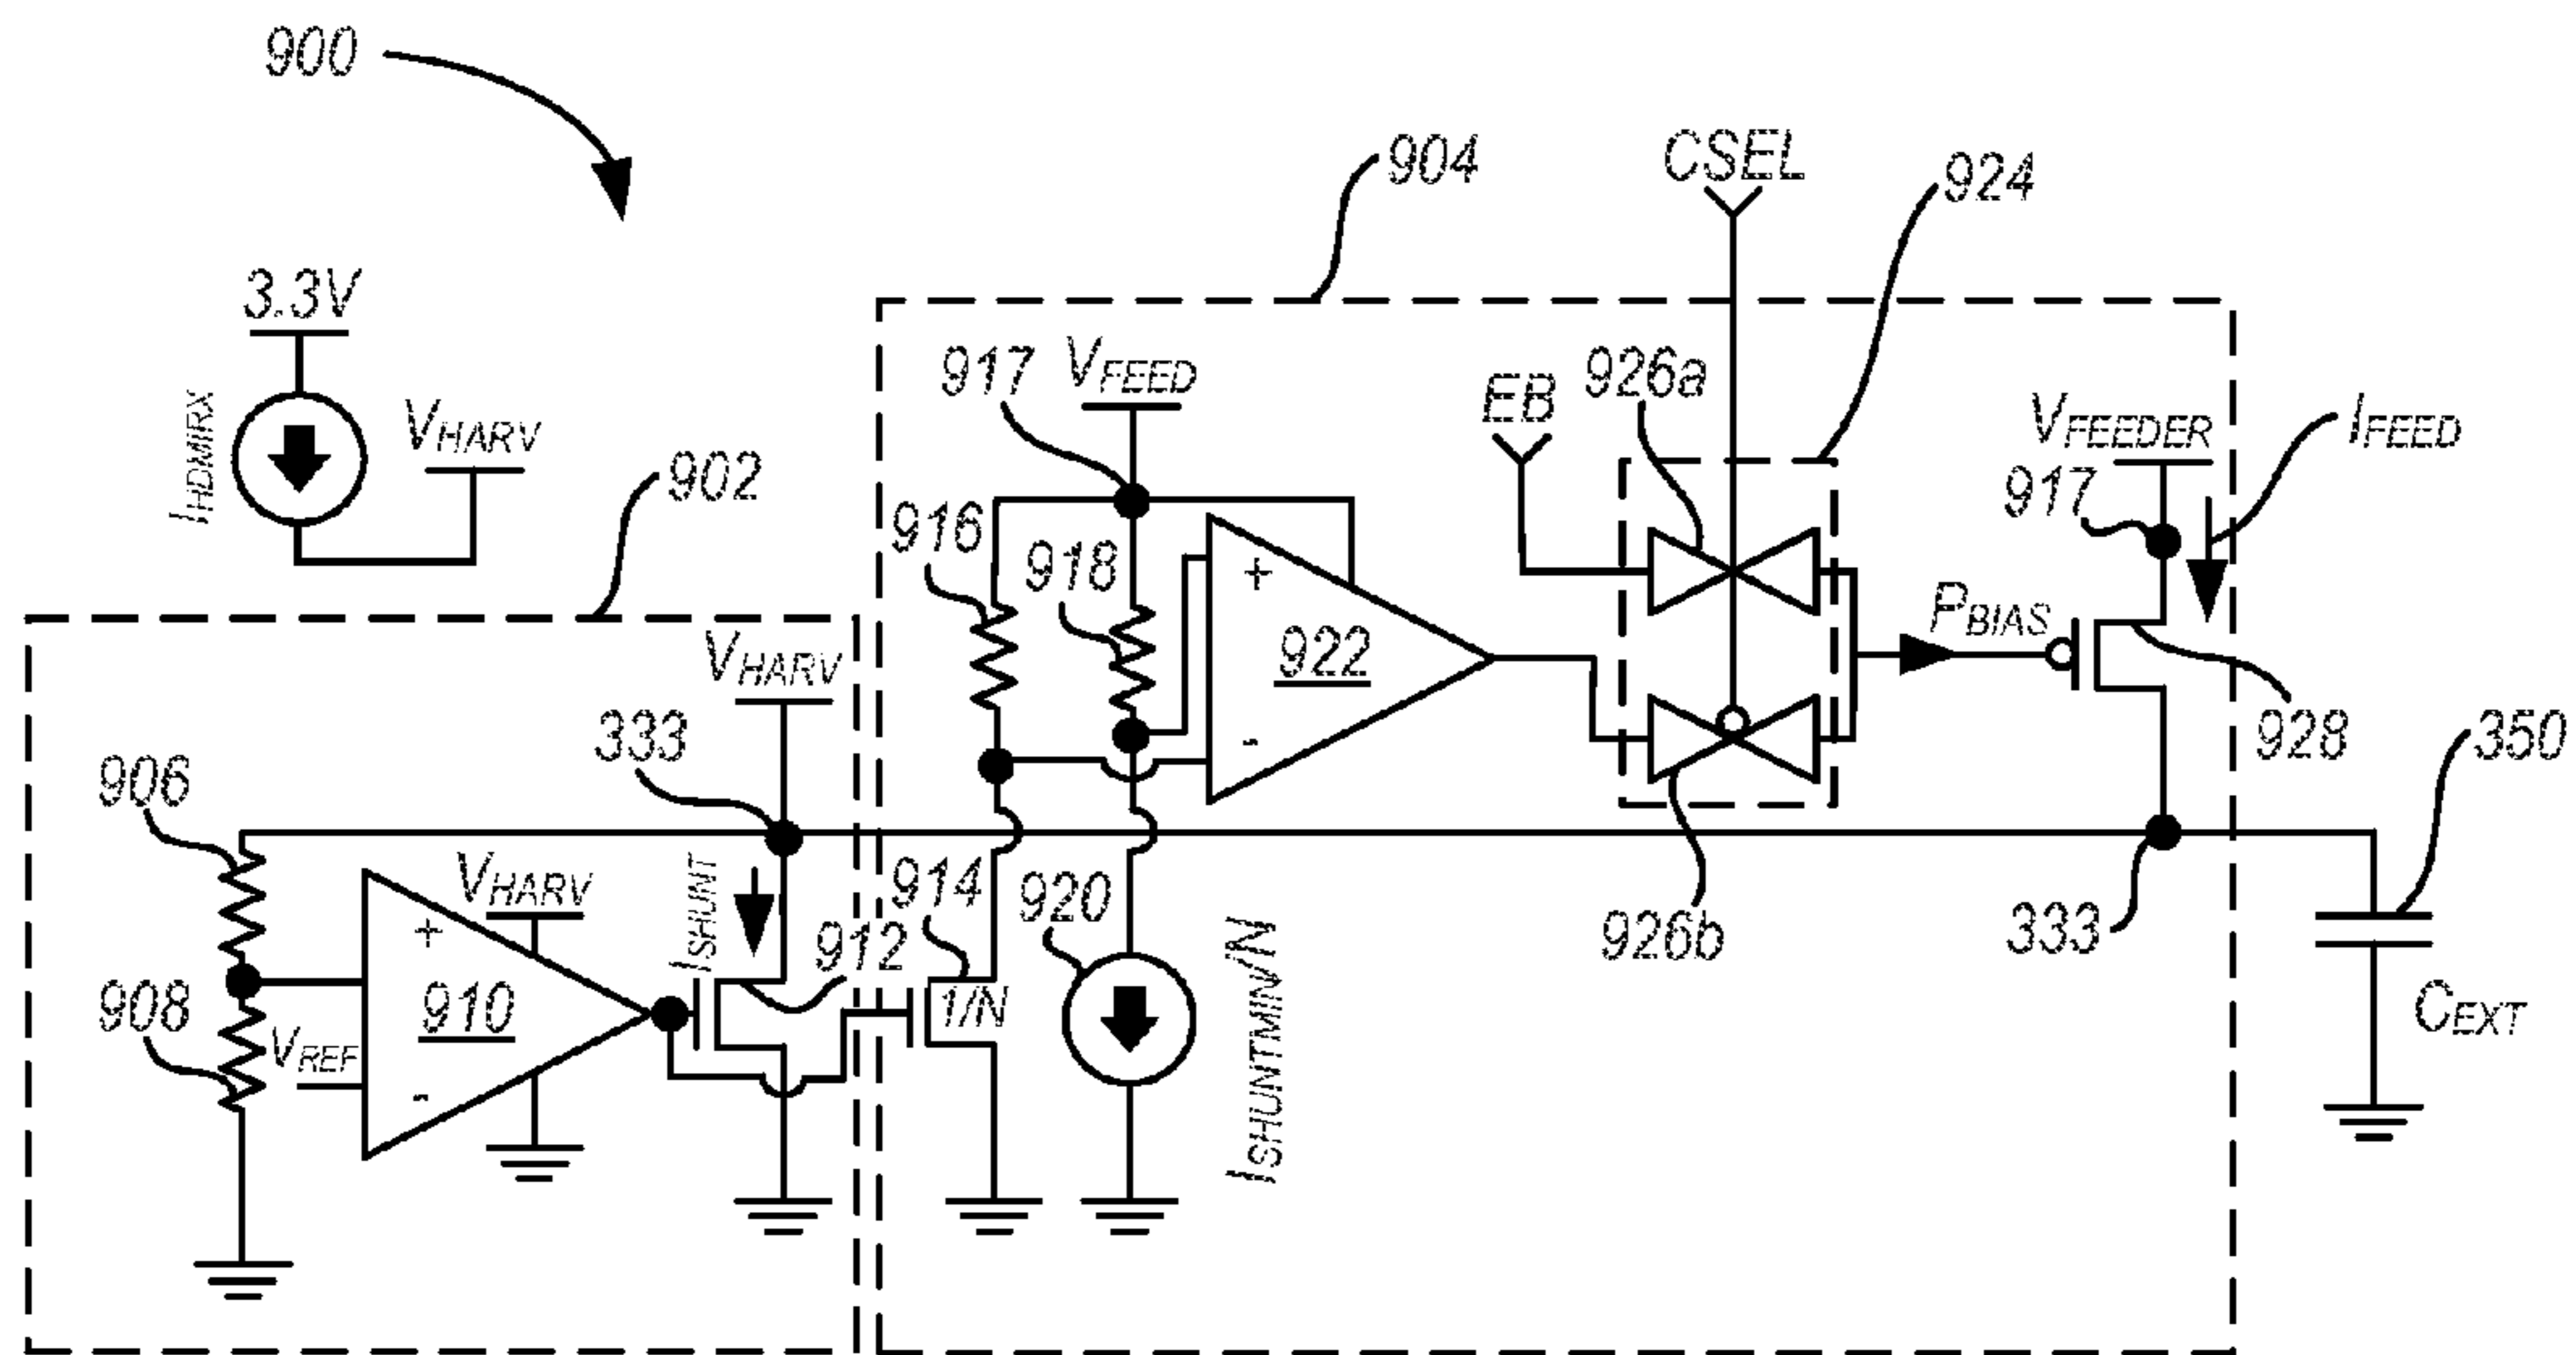 900
904
CSEL
924
3.3V
917
VFEED
926a
EB
VFEEDER
IFEED
IHDMIRX
VHARV
902
917
916
918
+
922
-
PBIAS
928
VHARV
333
350
906
VHARV
ISHUNT
914
920
926b
333
912
+
910
-
908
VREF
1/N
CEXT
ISHUNTMIN/N